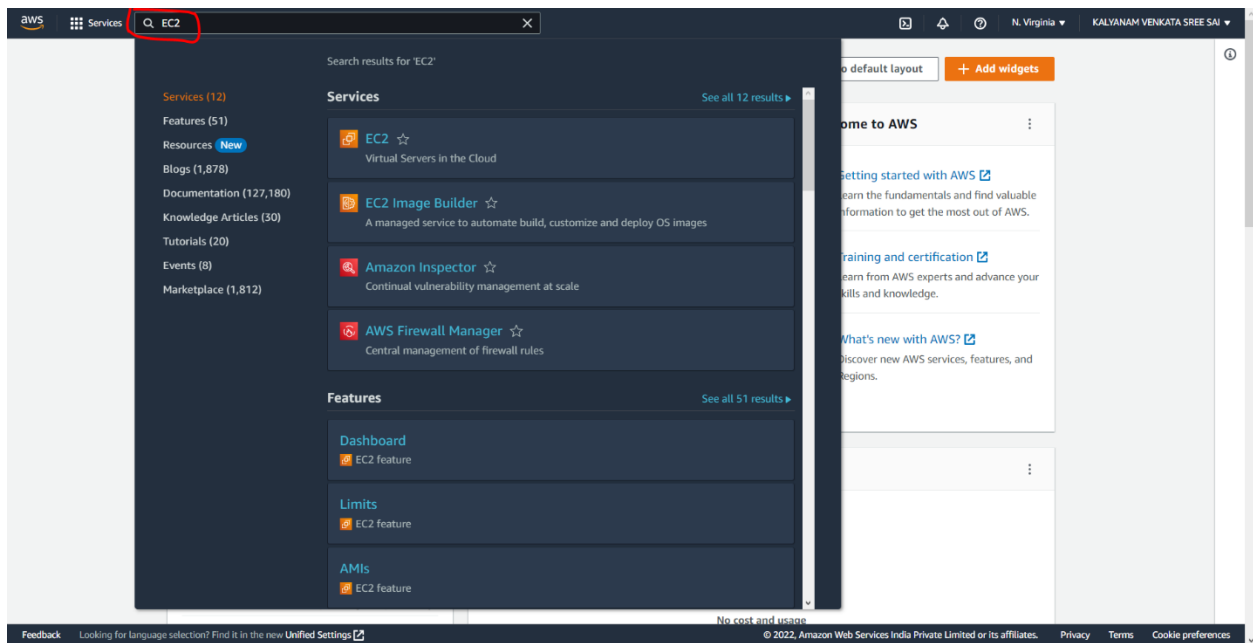 aws
Services
EC2
N. Virginia
KALYANAM VENKATA SREE SAI
Search results for 'EC2'
Services (12)
Features (51)
Resources New
Blogs (1,878)
Documentation (127,180)
Knowledge Articles (30)
Tutorials (20)
Events (8)
Marketplace (1,812)
Services
See all 12 results
EC2
Virtual Servers in the Cloud
EC2 Image Builder
A managed service to automate build, customize and deploy OS images
Amazon Inspector
Continual vulnerability management at scale
AWS Firewall Manager
Central management of firewall rules
Features
See all 51 results
Dashboard
EC2 feature
Limits
EC2 feature
AMIs
EC2 feature
o default layout
+ Add widgets
ome to AWS
Getting started with AWS
earn the fundamentals and find valuable
nformation to get the most out of AWS.
raining and certification
earn from AWS experts and advance your
kills and knowledge.
What's new with AWS?
Discover new AWS services, features, and
Regions.
No cost and usage
Feedback
Looking for language selection? Find it in the new Unified Settings
© 2022, Amazon Web Services India Private Limited or its affiliates.
Privacy
Terms
Cookie preferences